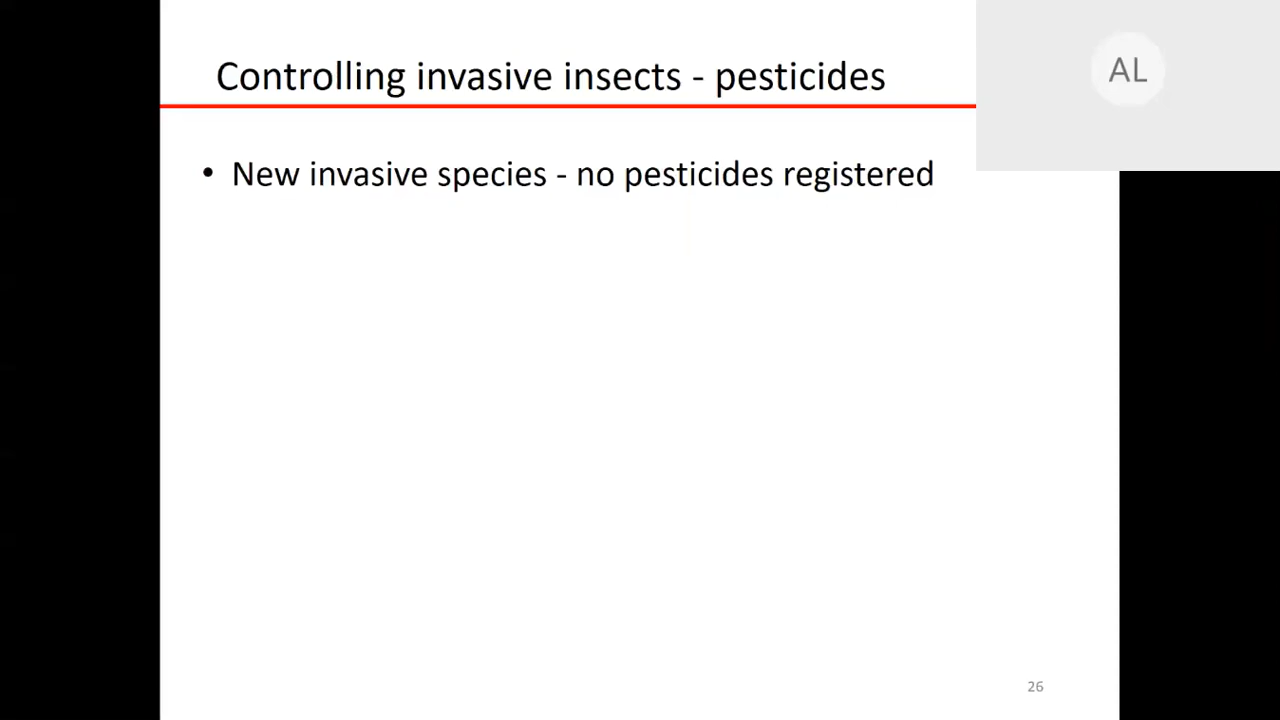 Controlling invasive insects - pesticides
AL
• New invasive species - no pesticides registered
26